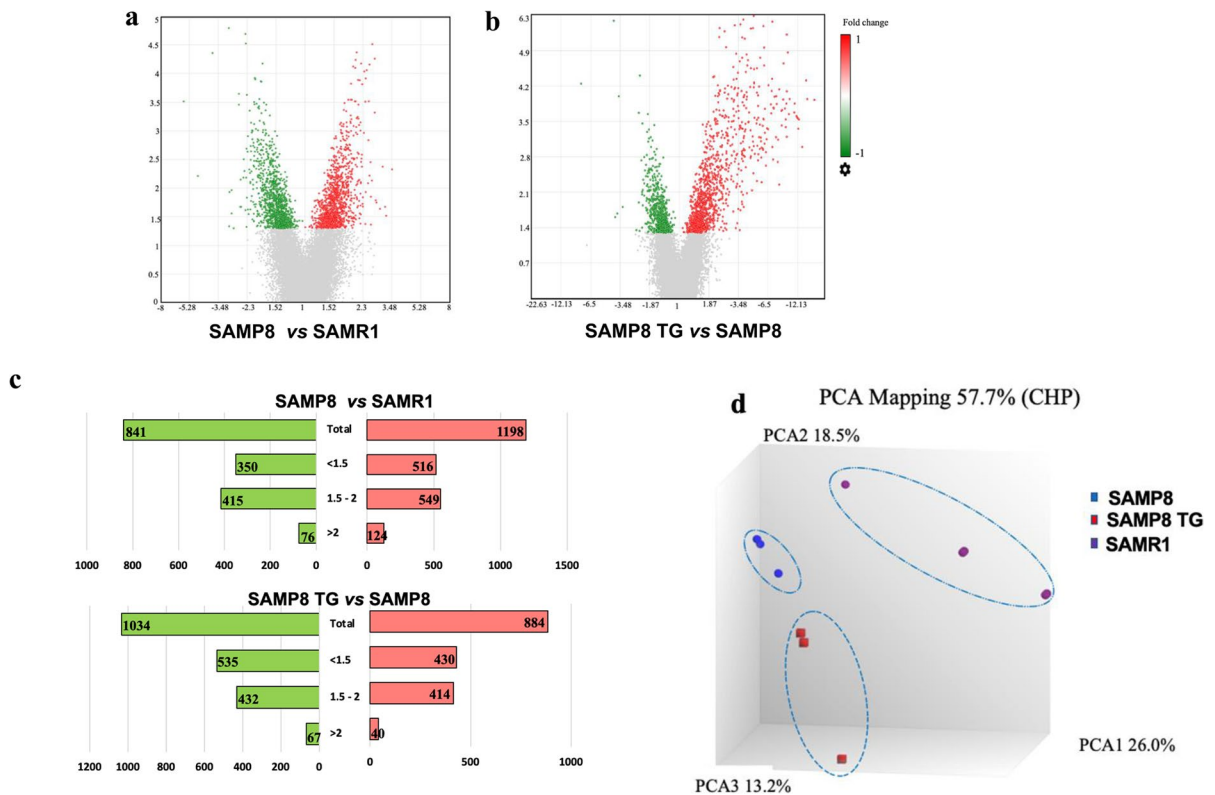 a
5
4.5
4
3.5
3
2.5
2
1.5
1
0.5
0
-8 -5.28 -3.48 -2.3 1.52 1 1.52 2.3 3.48 5.28 8
SAMP8 vs SAMR1
b
6.3
4.9
4.2
3.5
2.8
2.1
1.4
0.7
-22.63 -12.13 -6.5 -3.48 -1.87 1 1.87 -3.48 -6.5 -12.13
SAMP8 TG vs SAMP8
Fold change
1
-1
c
SAMP8 vs SAMR1
841 Total 1198
350 <1.5 516
415 1.5 - 2 549
76 >2 124
1000 800 600 400 200 0 0 500 1000 1500
SAMP8 TG vs SAMP8
1034 Total 884
535 <1.5 430
432 1.5 - 2 414
67 >2 40
1200 1000 800 600 400 200 0 0 500 1000
d
PCA Mapping 57.7% (CHP)
PCA2 18.5%
PCA1 26.0%
PCA3 13.2%
SAMP8
SAMP8 TG
SAMR1